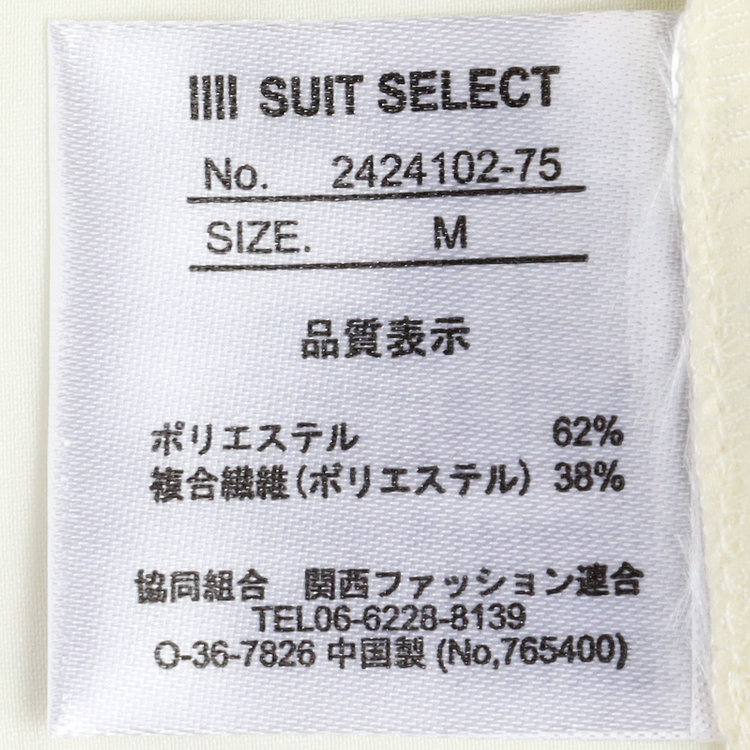 SUIT SELECT
No. 2424102-75
SIZE. M
品質表示
ポリエステル 62%
複合繊維(ポリエステル) 38%
協同組合 関西ファッション連合
TEL06-6228-8139
O-36-7826 中国製 (No,765400)